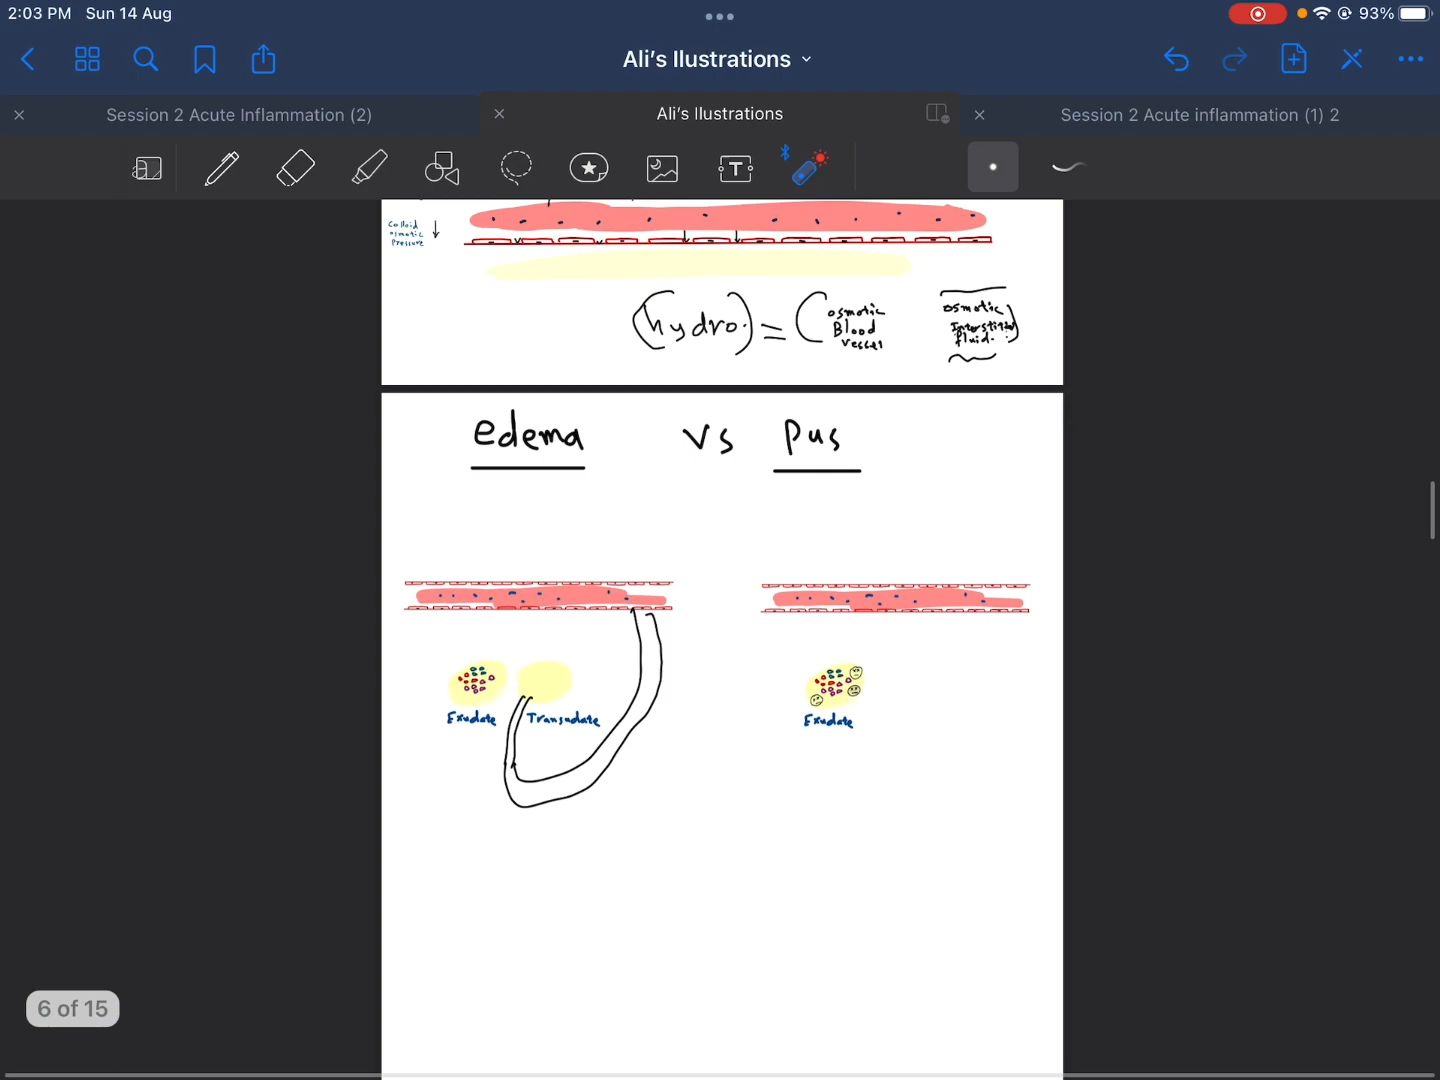 2:03 PM Sun 14 Aug
93%
Ali's Ilustrations
Session 2 Acute Inflammation (2)
Ali's Ilustrations
Session 2 Acute inflammation (1) 2
T
Colloid
osmotic
Pressure
(hydro.) = (osmotic
Blood
vessel
osmotic
Interstitial
fluid.)
edema vs pus
Exudate Transudate
Exudate
6 of 15